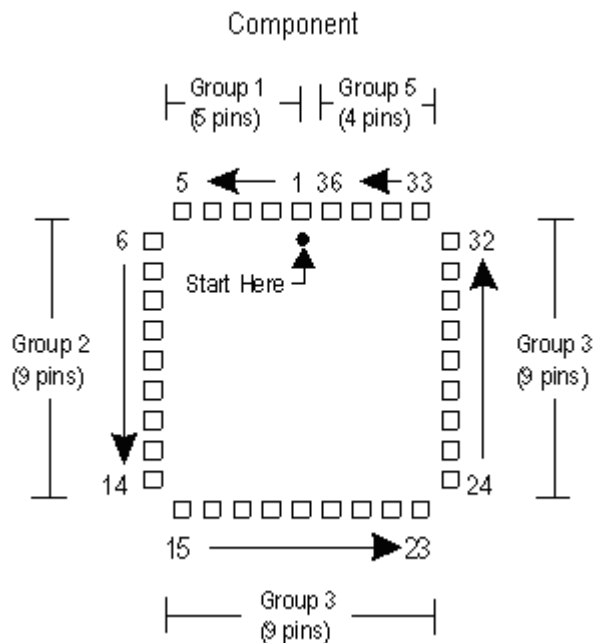 Component
Group 1
(5 pins)
Group 5
(4 pins)
5
1
36
33
6
32
Start Here
Group 2
(9 pins)
Group 3
(9 pins)
14
24
15
23
Group 3
(9 pins)